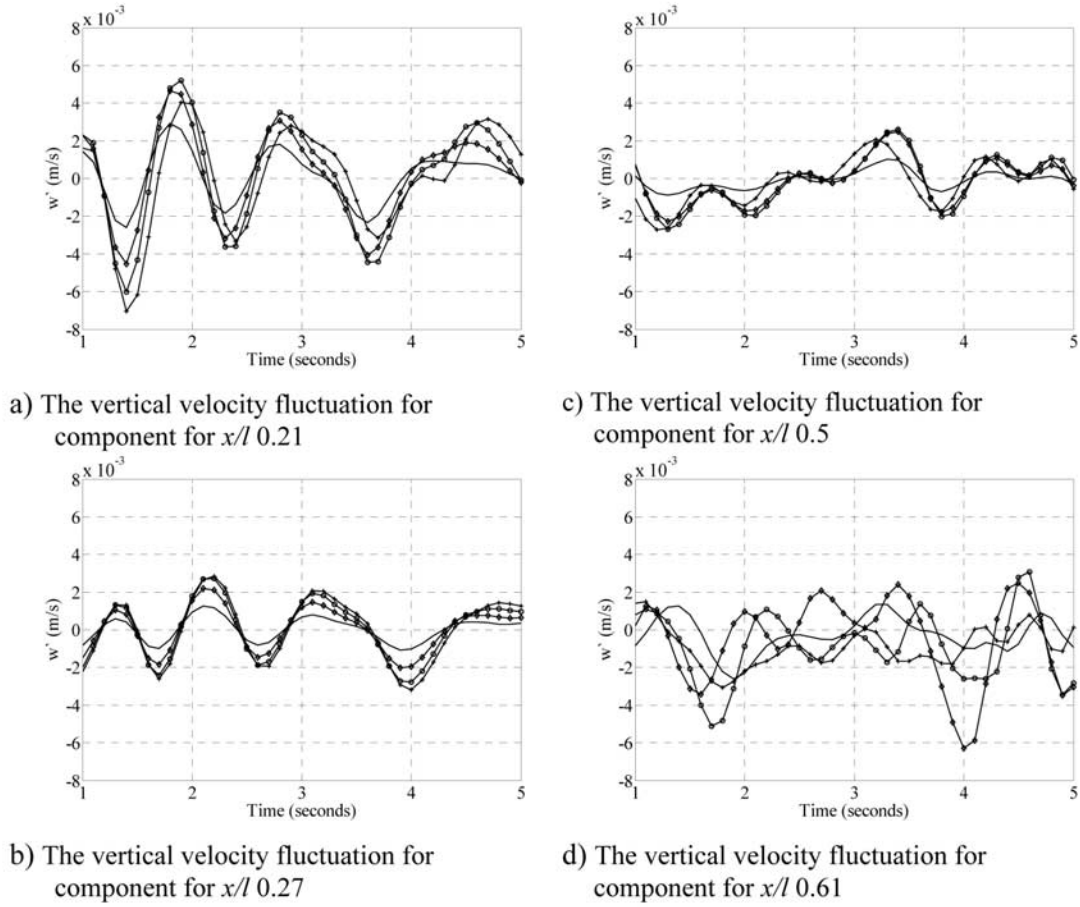 8 x 10-3
6
4
2
0
-2
-4
-6
-8
w` (m/s)
1 2 3 4 5
Time (seconds)
a) The vertical velocity fluctuation for
component for x/l 0.21
8 x 10-3
6
4
2
0
-2
-4
-6
-8
w` (m/s)
1 2 3 4 5
Time (seconds)
b) The vertical velocity fluctuation for
component for x/l 0.27
8 x 10-3
6
4
2
0
-2
-4
-6
-8
w` (m/s)
1 2 3 4 5
Time (seconds)
c) The vertical velocity fluctuation for
component for x/l 0.5
8 x 10-3
6
4
2
0
-2
-4
-6
-8
w` (m/s)
1 2 3 4 5
Time (seconds)
d) The vertical velocity fluctuation for
component for x/l 0.61